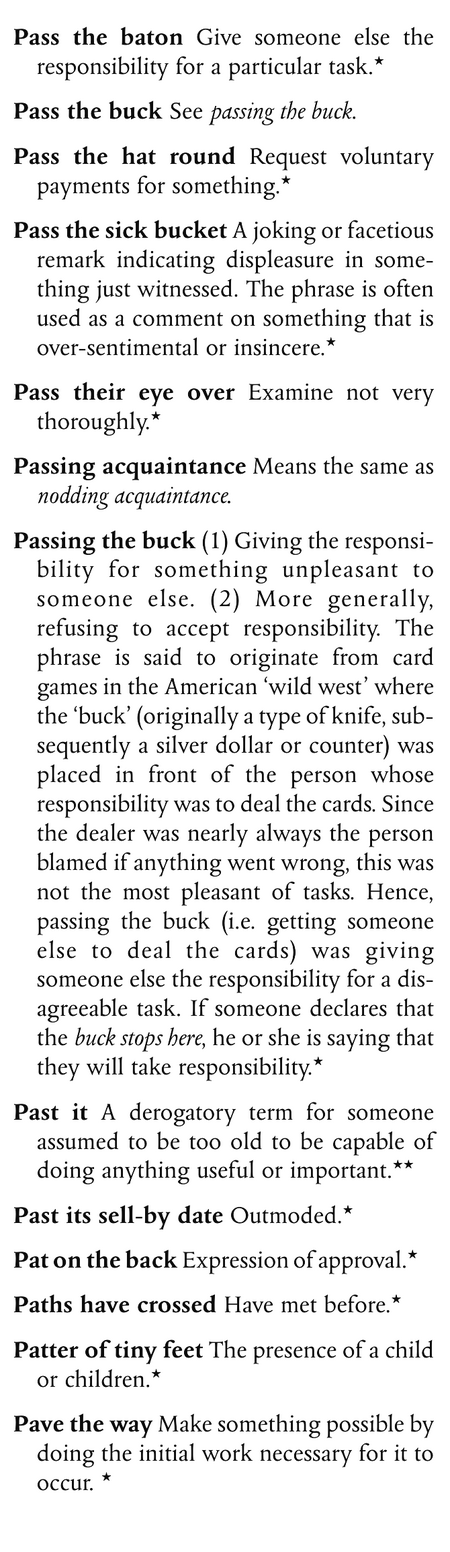 Pass the baton Give someone else the
responsibility for a particular task.★
Pass the buck See passing the buck.
Pass the hat round Request voluntary
payments for something.★
Pass the sick bucket A joking or facetious
remark indicating displeasure in some-
thing just witnessed. The phrase is often
used as a comment on something that is
over-sentimental or insincere.★
Pass their eye over Examine not very
thoroughly.★
Passing acquaintance Means the same as
nodding acquaintance.
Passing the buck (1) Giving the responsi-
bility for something unpleasant to
someone else. (2) More generally,
refusing to accept responsibility. The
phrase is said to originate from card
games in the American ‘wild west’ where
the ‘buck’ (originally a type of knife, sub-
sequently a silver dollar or counter) was
placed in front of the person whose
responsibility was to deal the cards. Since
the dealer was nearly always the person
blamed if anything went wrong, this was
not the most pleasant of tasks. Hence,
passing the buck (i.e. getting someone
else to deal the cards) was giving
someone else the responsibility for a dis-
agreeable task. If someone declares that
the buck stops here, he or she is saying that
they will take responsibility.★
Past it A derogatory term for someone
assumed to be too old to be capable of
doing anything useful or important.★★
Past its sell-by date Outmoded.★
Pat on the back Expression of approval.★
Paths have crossed Have met before.★
Patter of tiny feet The presence of a child
or children.★
Pave the way Make something possible by
doing the initial work necessary for it to
occur. ★